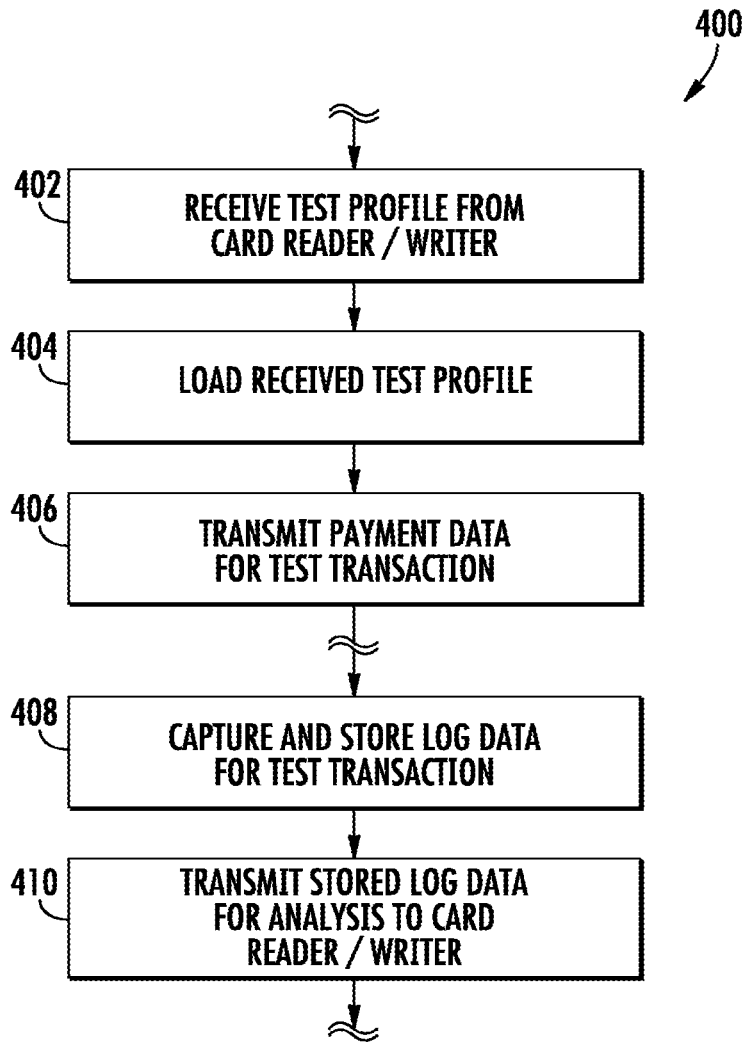 400
402
RECEIVE TEST PROFILE FROM
CARD READER / WRITER
404
LOAD RECEIVED TEST PROFILE
406
TRANSMIT PAYMENT DATA
FOR TEST TRANSACTION
408
CAPTURE AND STORE LOG DATA
FOR TEST TRANSACTION
410
TRANSMIT STORED LOG DATA
FOR ANALYSIS TO CARD
READER / WRITER